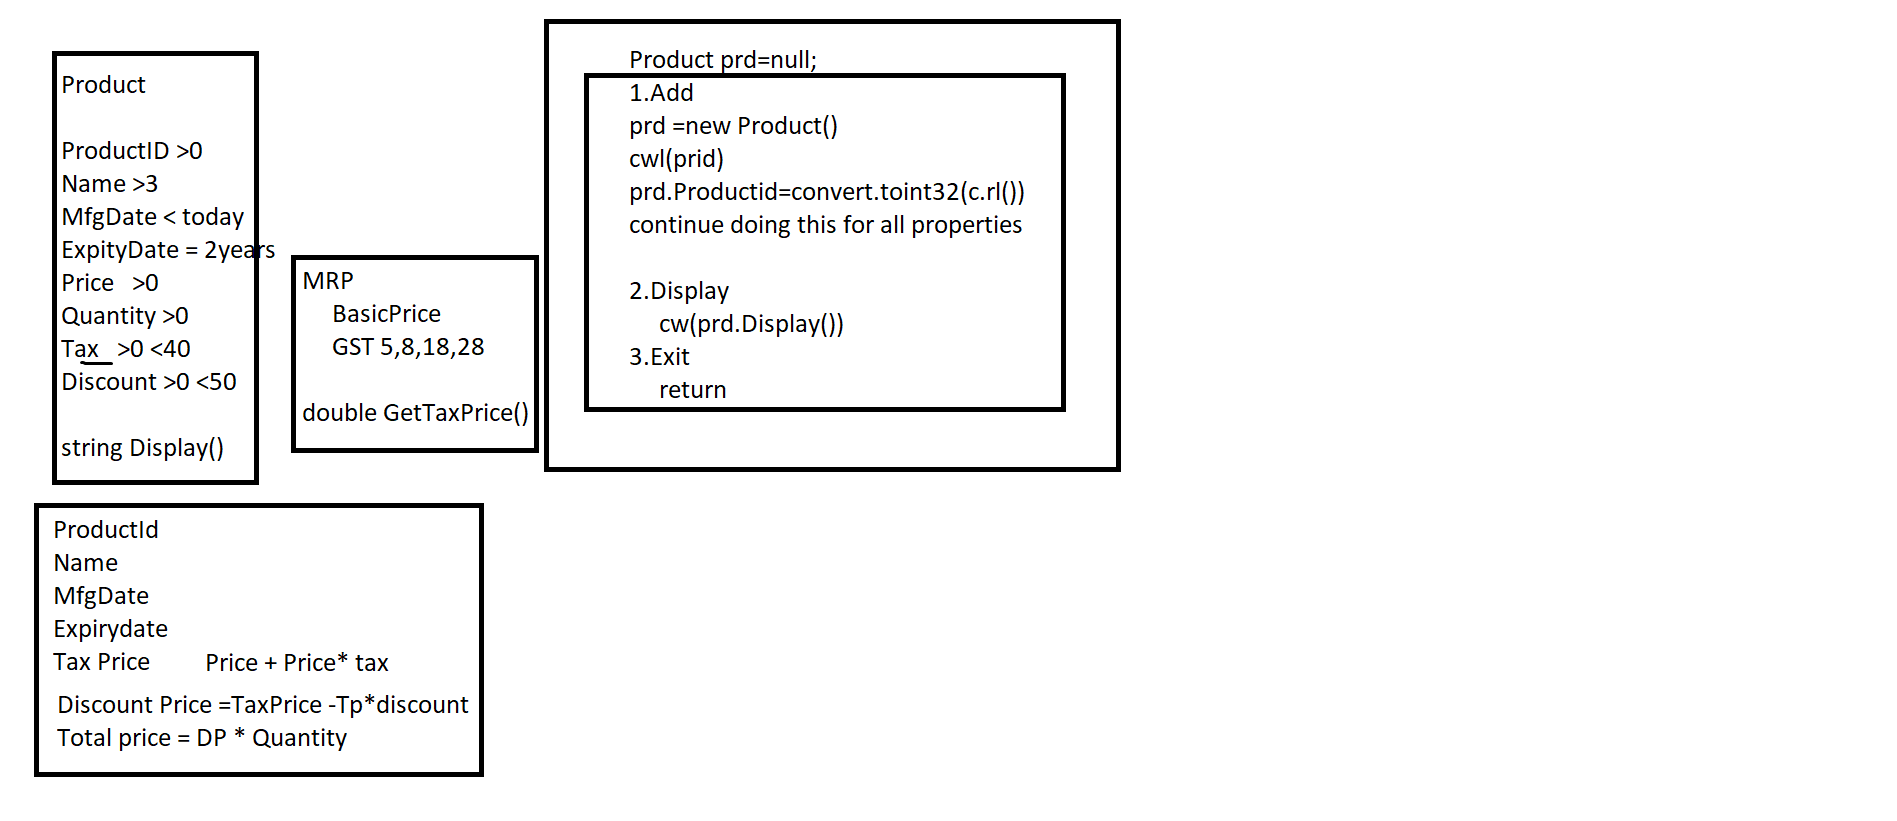 Product
ProductID >0
Name >3
MfgDate < today
ExpityDate = 2years
Price >0
Quantity >0
Tax >0 <40
Discount >0 <50
string Display()
MRP
BasicPrice
GST 5,8,18,28
double GetTaxPrice()
Product prd=null;
1.Add
prd =new Product()
cwl(prid)
prd.Productid=convert.toint32(c.rl())
continue doing this for all properties
2.Display
cw(prd.Display())
3.Exit
return
ProductId
Name
MfgDate
Expirydate
Tax Price Price + Price* tax
Discount Price =TaxPrice -Tp*discount
Total price = DP * Quantity